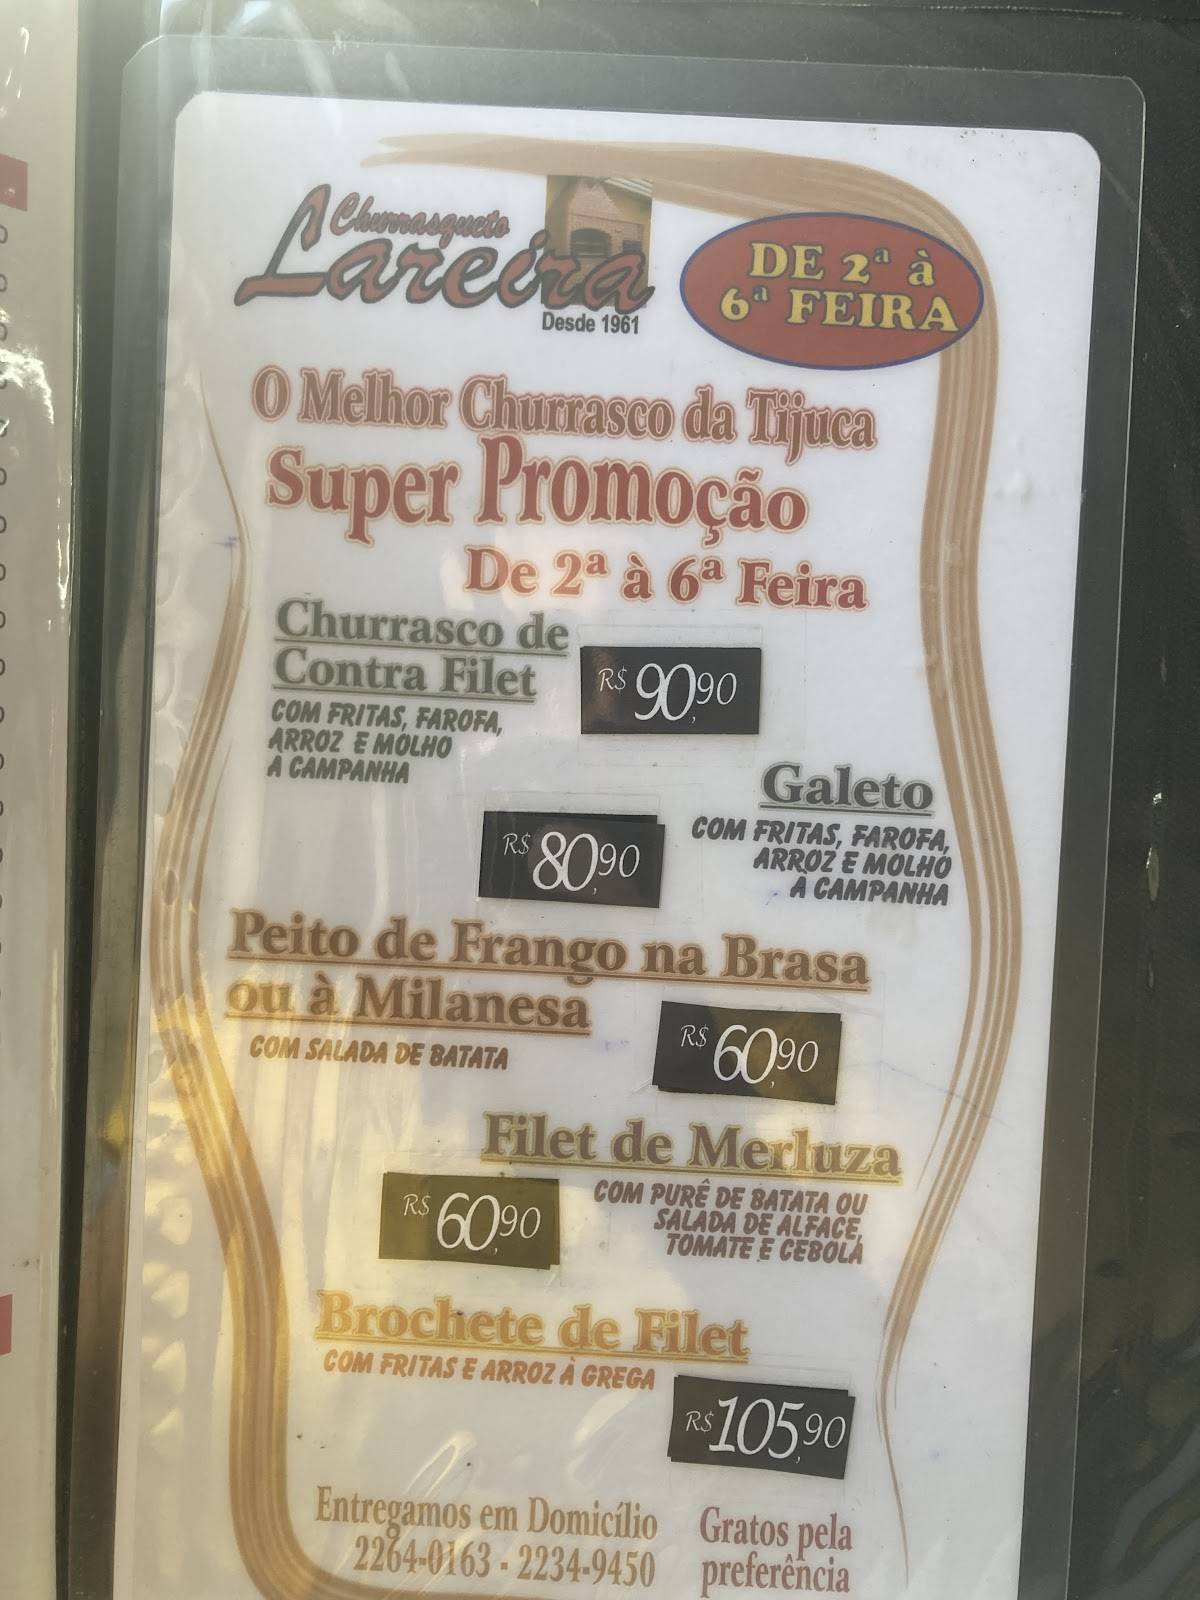 Churrasqueto
Lareira
Desde 1961
DE 2ª à
6ª FEIRA
O Melhor Churrasco da Tijuca
Super Promoção
De 2ª à 6ª Feira
Churrasco de
Contra Filet
COM FRITAS, FAROFA,
ARROZ E MOLHO
A CAMPANHA
R$ 90,90
Galeto
COM FRITAS, FAROFA,
ARROZ E MOLHO
A CAMPANHA
R$ 80,90
Peito de Frango na Brasa
ou à Milanesa
COM SALADA DE BATATA
R$ 60,90
Filet de Merluza
COM PURÊ DE BATATA OU
SALADA DE ALFACE,
TOMATE E CEBOLA
R$ 60,90
Brochete de Filet
COM FRITAS E ARROZ À GREGA
R$ 105,90
Entregamos em Domicílio
2264-0163 - 2234-9450
Gratos pela
preferência